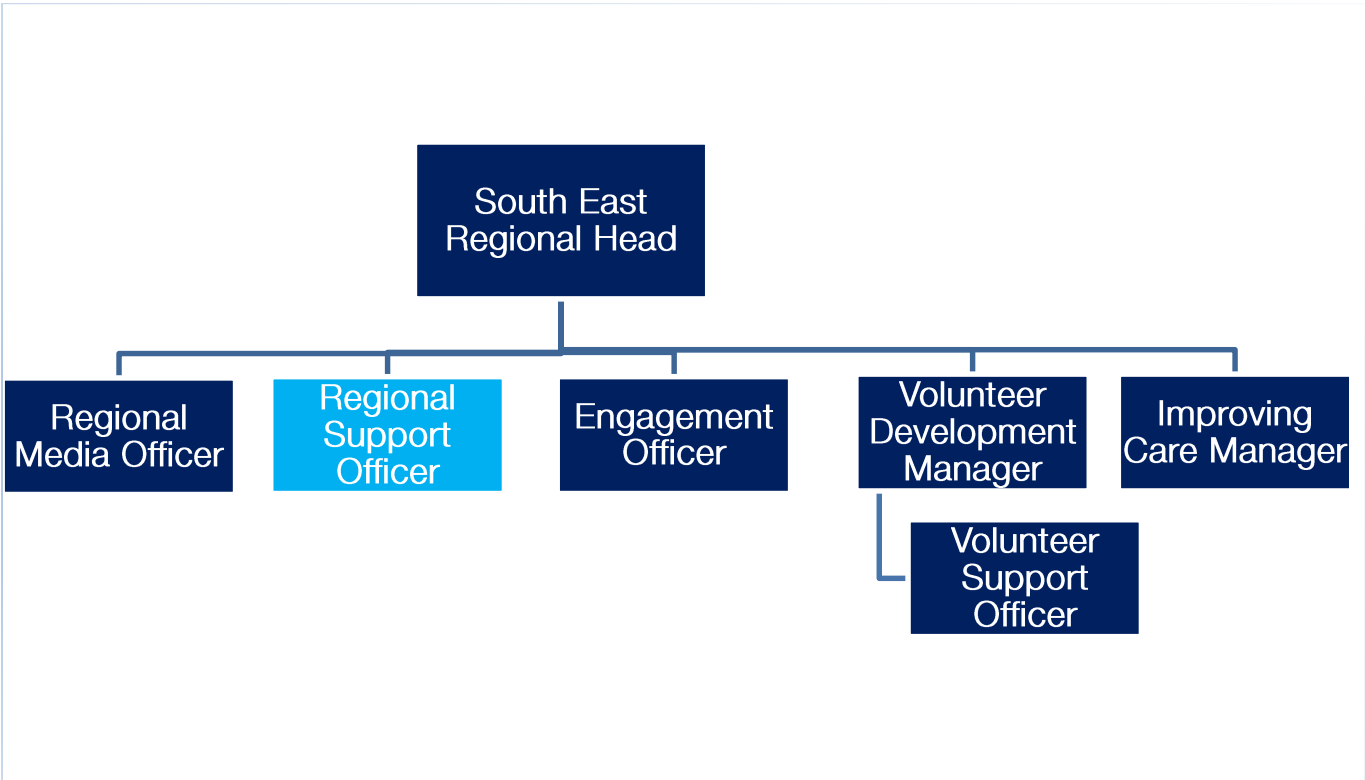 South East
Regional Head
Regional
Media Officer
Regional
Support
Officer
Engagement
Officer
Volunteer
Development
Manager
Improving
Care Manager
Volunteer
Support
Officer